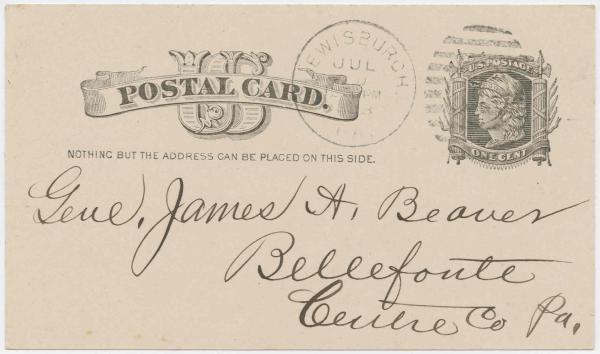 U S
POSTAL CARD.
LEWISBURGH.
JUL
PM
PA.
U.S. POSTAGE
ONE CENT
NOTHING BUT THE ADDRESS CAN BE PLACED ON THIS SIDE.
Genl, James A. Beaver
Bellefonte
Centre Co Pa.